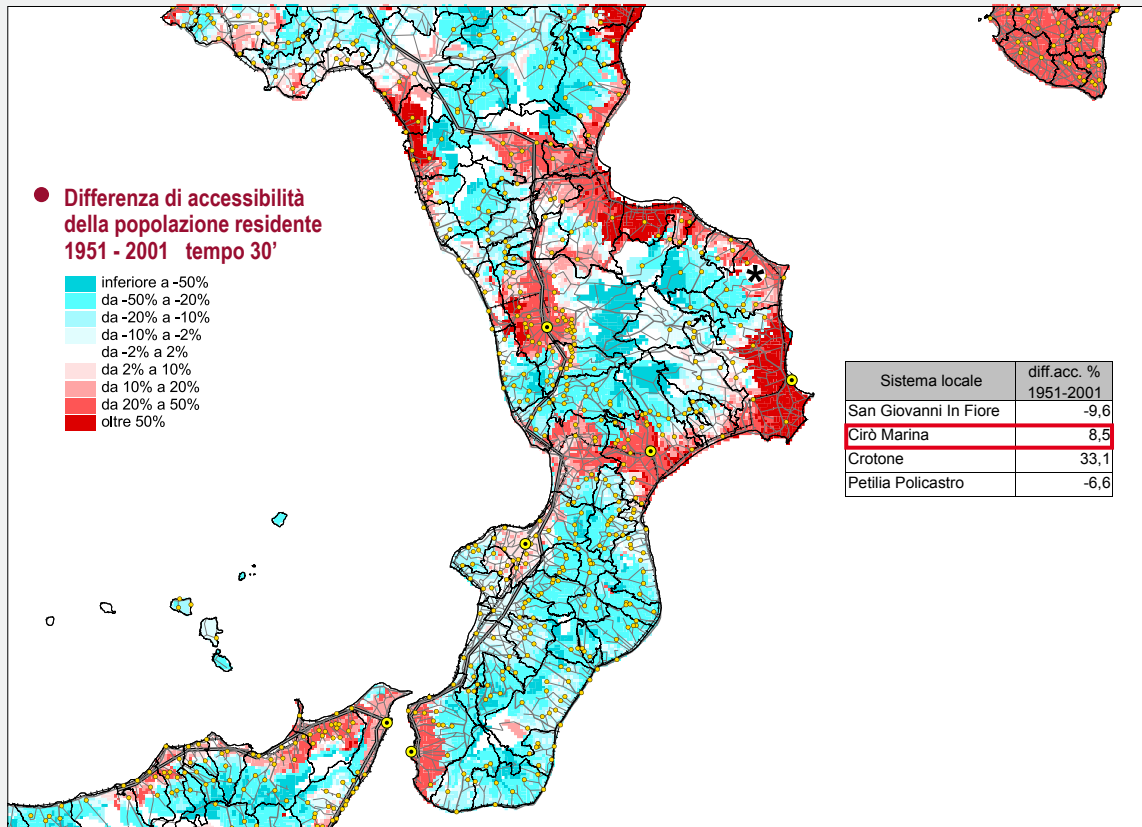 Differenza di accessibilità
della popolazione residente
1951 - 2001 tempo 30'
inferiore a -50%
da -50% a -20%
da -20% a -10%
da -10% a -2%
da -2% a 2%
da 2% a 10%
da 10% a 20%
da 20% a 50%
oltre 50%
*
Sistema locale diff.acc. %
1951-2001
San Giovanni In Fiore -9,6
Cirò Marina 8,5
Crotone 33,1
Petilia Policastro -6,6